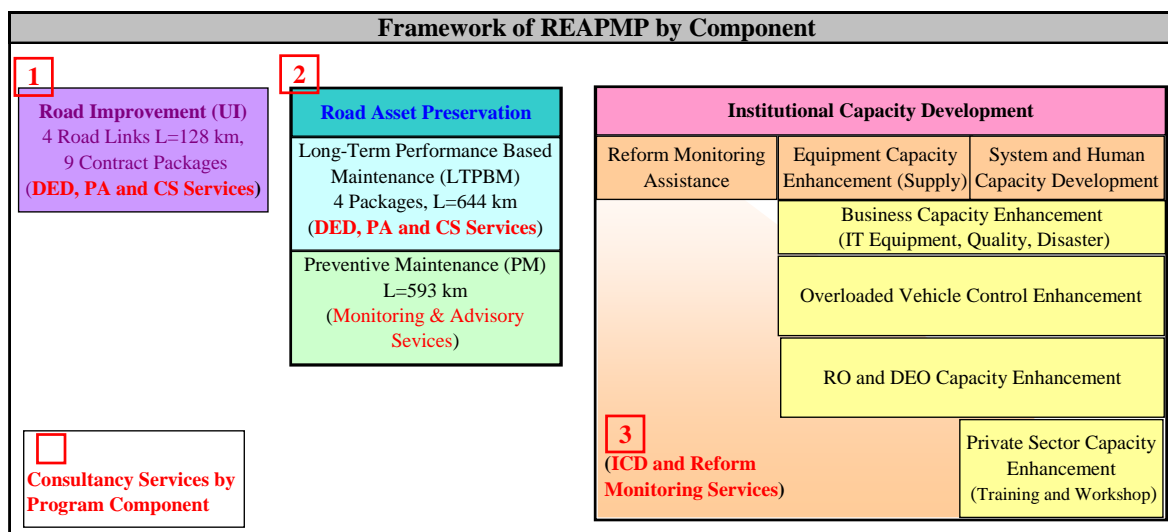 Framework of REAPMP by Component
1
Road Improvement (UI)
4 Road Links L=128 km,
9 Contract Packages
(DED, PA and CS Services)
2
Road Asset Preservation
Long-Term Performance Based
Maintenance (LTPBM)
4 Packages, L=644 km
(DED, PA and CS Services)
Preventive Maintenance (PM)
L=593 km
(Monitoring & Advisory
Sevices)
Institutional Capacity Development
Reform Monitoring
Assistance
Equipment Capacity
Enhancement (Supply)
System and Human
Capacity Development
Business Capacity Enhancement
(IT Equipment, Quality, Disaster)
Overloaded Vehicle Control Enhancement
RO and DEO Capacity Enhancement
Private Sector Capacity
Enhancement
(Training and Workshop)
3
(ICD and Reform
Monitoring Services)
Consultancy Services by
Program Component